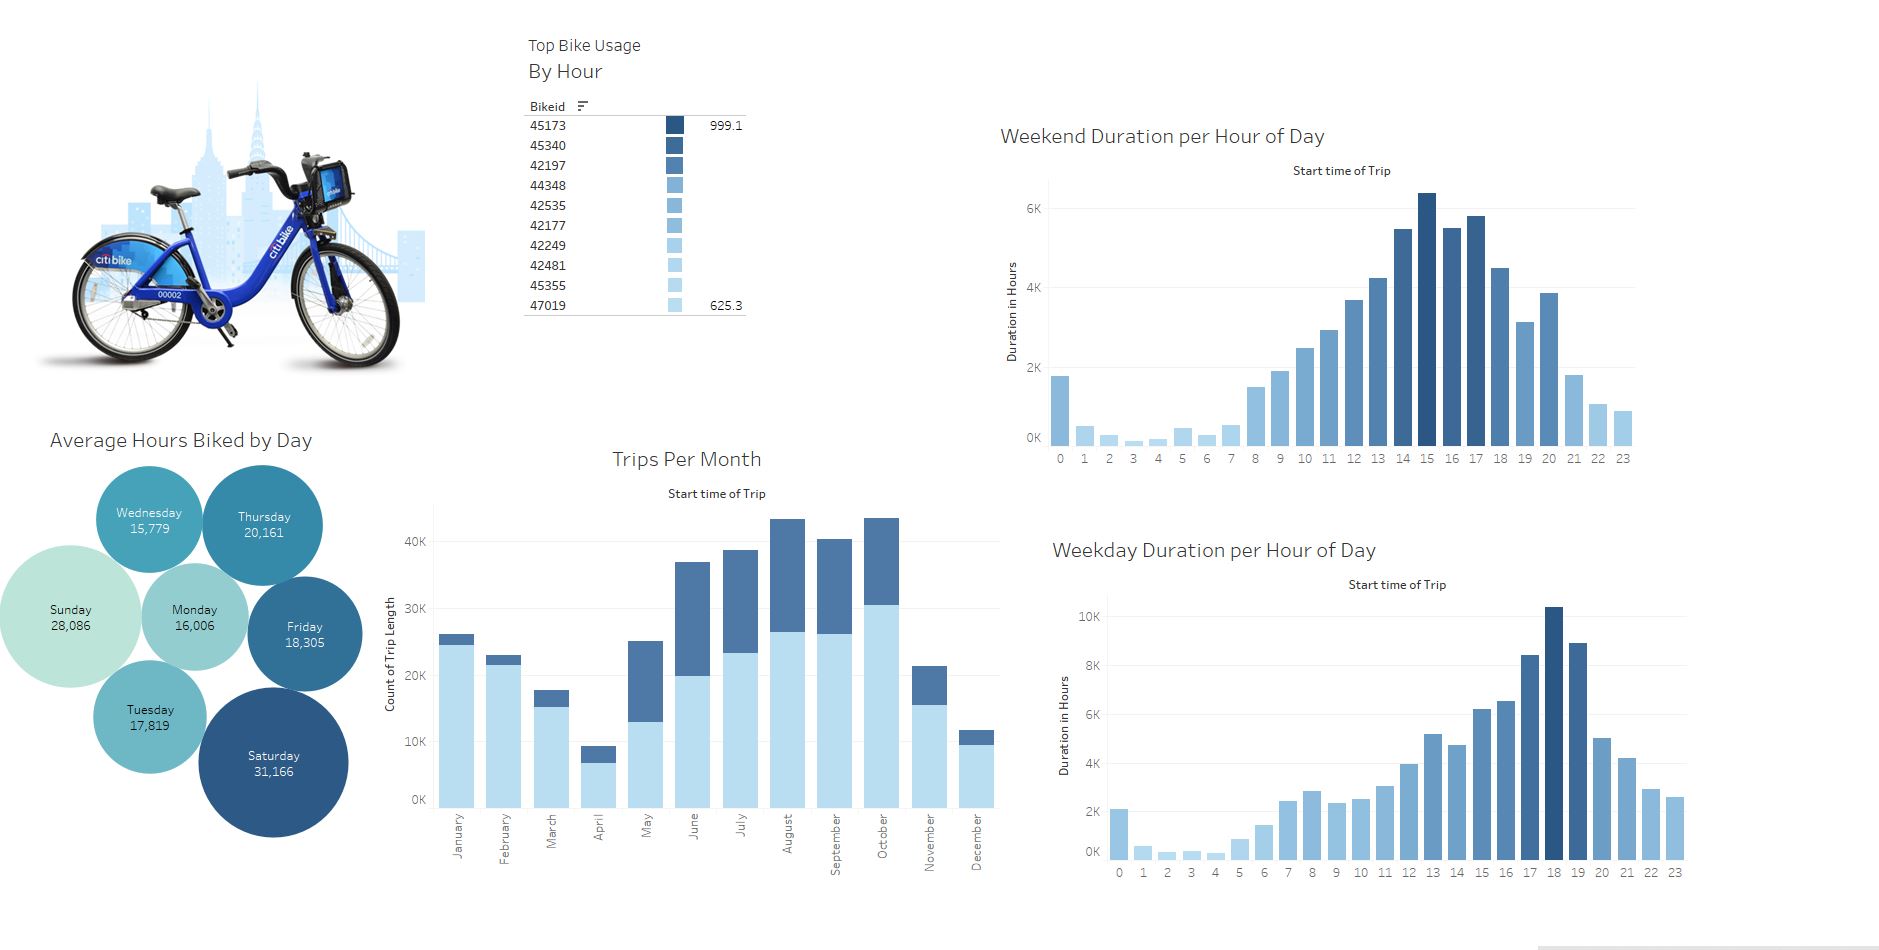 Top Bike Usage
By Hour
Bikeid
45173 999.1
45340
42197
44348
42535
42177
42249
42481
45355
47019 625.3
citi bike
citi bike
citi bike
00002
Weekend Duration per Hour of Day
Start time of Trip
Duration in Hours
6K
4K
2K
0K
0 1 2 3 4 5 6 7 8 9 10 11 12 13 14 15 16 17 18 19 20 21 22 23
Average Hours Biked by Day
Wednesday
15,779
Thursday
20,161
Sunday
28,086
Monday
16,006
Friday
18,305
Tuesday
17,819
Saturday
31,166
Trips Per Month
Start time of Trip
Count of Trip Length
40K
30K
20K
10K
0K
January
February
March
April
May
June
July
August
September
October
November
December
Weekday Duration per Hour of Day
Start time of Trip
Duration in Hours
10K
8K
6K
4K
2K
0K
0 1 2 3 4 5 6 7 8 9 10 11 12 13 14 15 16 17 18 19 20 21 22 23